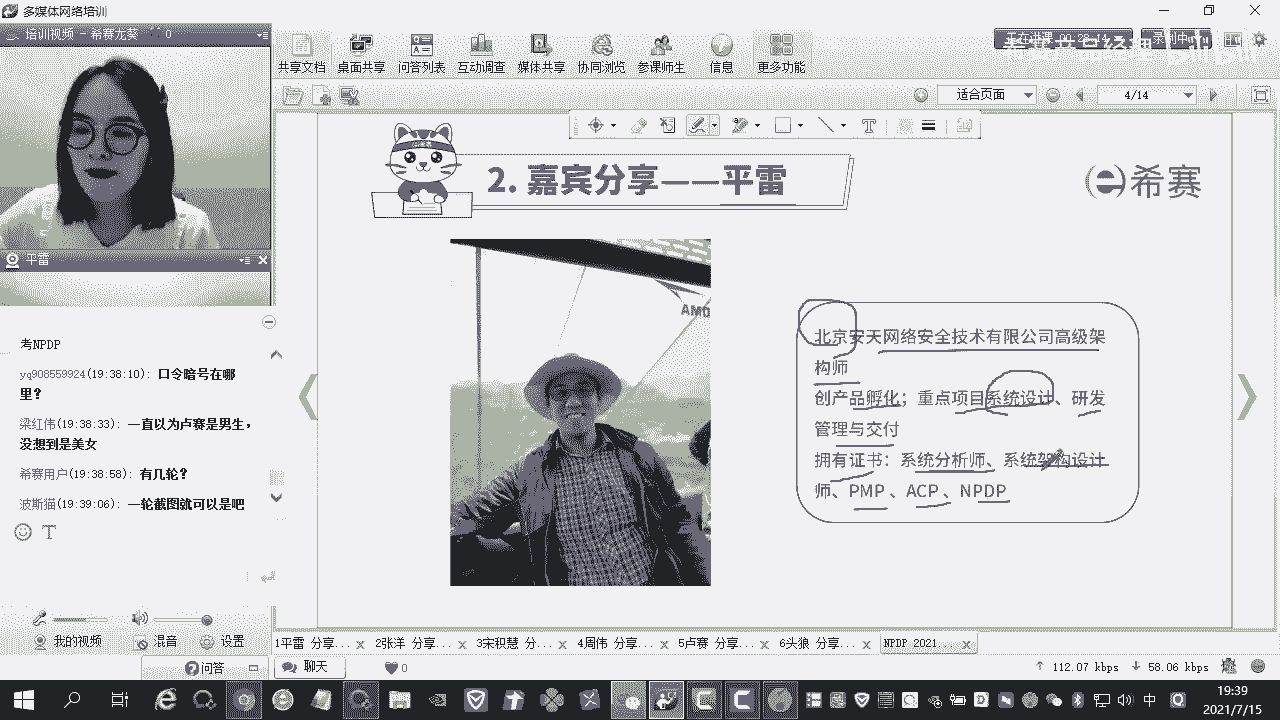 多媒体网络培训
培训视频 - 希赛龙葵 0
共享文档 桌面共享 问答列表 互动调查 媒体共享 协同浏览 参课师生 信息 更多功能
正在讲课 00:28:14 录制中
希赛产品经理 bilibili
适合页面 4/14
2. 嘉宾分享——平雷
希赛
平雷
AMD
北京安天网络安全技术有限公司高级架
构师
创产品孵化；重点项目系统设计、研发
管理与交付
拥有证书：系统分析师、系统架构设计
师、PMP 、ACP 、NPDP
考NPDP
yq908559924(19:38:10): 口令暗号在哪
里？
梁红伟(19:38:33): 一直以为卢赛是男生，
没想到是美女
希赛用户(19:38:58): 有几轮？
波斯猫(19:39:06): 一轮截图就可以是吧
我的视频 混音 设置
1平雷 分享... 2张洋 分享... 3宋积慧 分享... 4周伟 分享... 5卢赛 分享... 6头狼 分享... NPDP 2021...
问答 聊天 0
112.07 kbps 58.06 kbps
中
19:39
2021/7/15